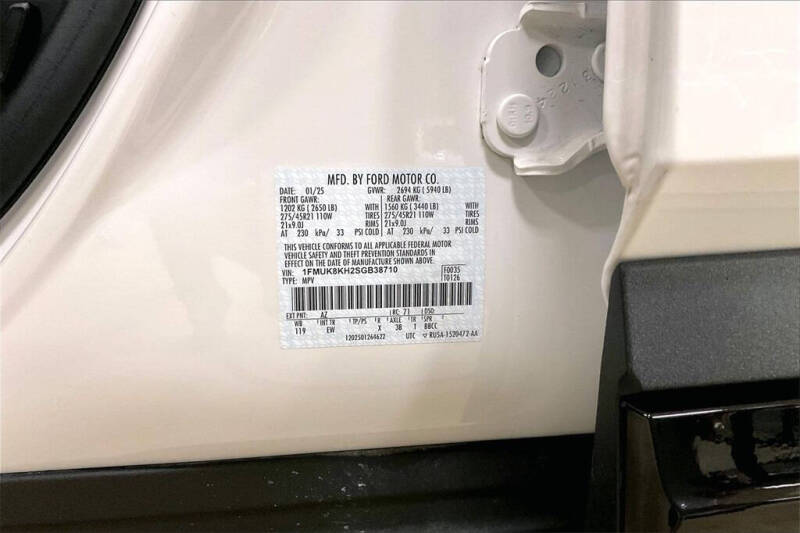 MFD. BY FORD MOTOR CO.
DATE: 01/25 GVWR: 2694 KG ( 5940 LB)
FRONT GAWR: REAR GAWR:
1202 KG ( 2650 LB) WITH 1560 KG ( 3440 LB) WITH
275/45R21 110W TIRES 275/45R21 110W TIRES
21x9.0J RIMS 21x9.0J RIMS
AT 230 kPa/ 33 PSI COLD AT 230 kPa/ 33 PSI COLD
THIS VEHICLE CONFORMS TO ALL APPLICABLE FEDERAL MOTOR
VEHICLE SAFETY AND THEFT PREVENTION STANDARDS IN
EFFECT ON THE DATE OF MANUFACTURE SHOWN ABOVE.
VIN: 1FMUK8KH2SGB38710 F0035
TYPE: MPV T0126
EXT PNT: AZ RC: 71 DSO:
WB INT TR TP/PS R AXLE TR SPR
119 EW X 3B 1 BBCC
1202501264622 UTC RU5A-1520472-AA